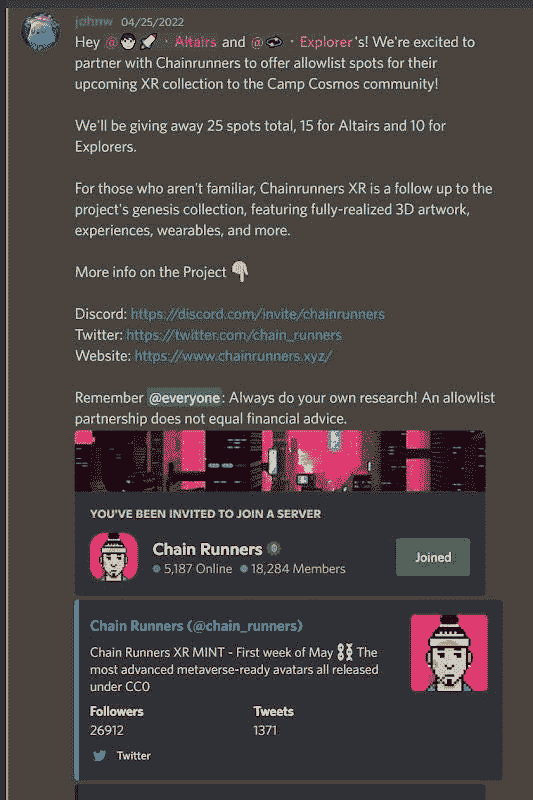 johnw 04/25/2022
Hey @ · Altairs and @ · Explorer's! We're excited to
partner with Chainrunners to offer allowlist spots for their
upcoming XR collection to the Camp Cosmos community!
We'll be giving away 25 spots total, 15 for Altairs and 10 for
Explorers.
For those who aren't familiar, Chainrunners XR is a follow up to the
project's genesis collection, featuring fully-realized 3D artwork,
experiences, wearables, and more.
More info on the Project 👇
Discord: https://discord.com/invite/chainrunners
Twitter: https://twitter.com/chain_runners
Website: https://www.chainrunners.xyz/
Remember @everyone: Always do your own research! An allowlist
partnership does not equal financial advice.
YOU'VE BEEN INVITED TO JOIN A SERVER
Chain Runners
5,187 Online 18,284 Members
Joined
Chain Runners (@chain_runners)
Chain Runners XR MINT - First week of May ⛓⛓ The
most advanced metaverse-ready avatars all released
under CC0
Followers Tweets
26912 1371
Twitter